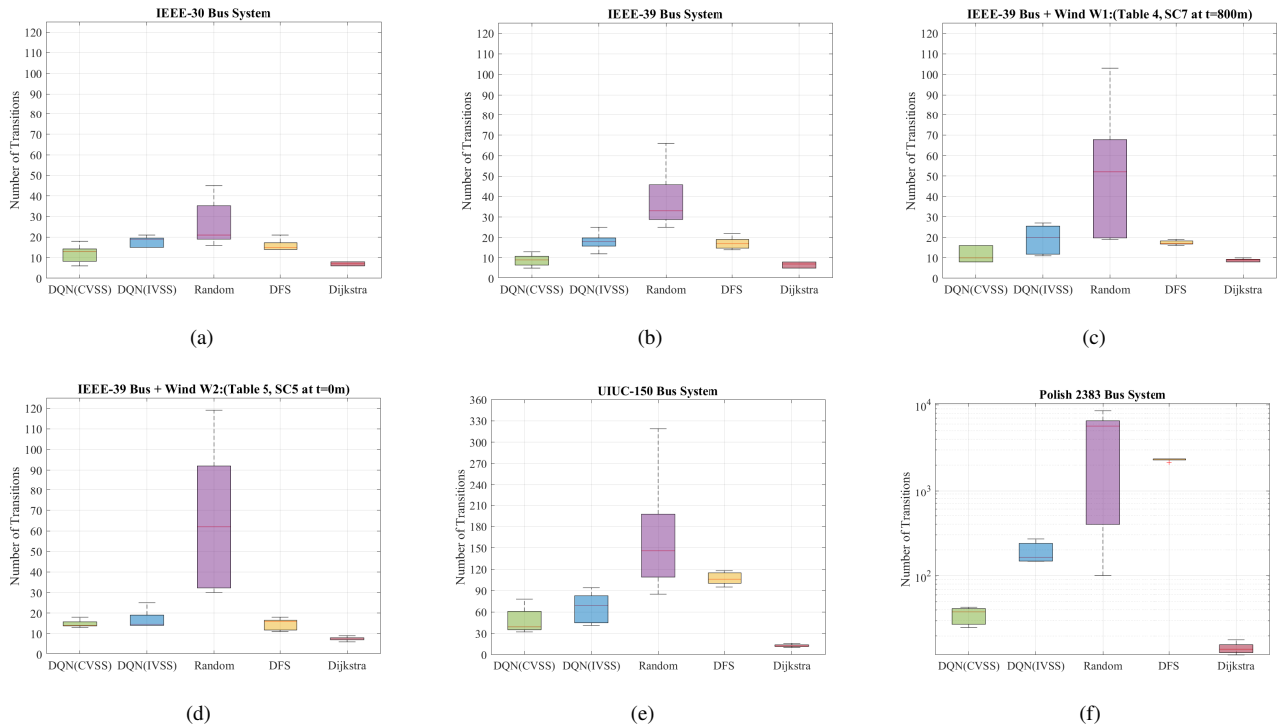 IEEE-30 Bus System
Number of Transitions
120
110
100
90
80
70
60
50
40
30
20
10
0
DQN(CVSS) DQN(IVSS) Random DFS Dijkstra
(a)
IEEE-39 Bus System
Number of Transitions
120
110
100
90
80
70
60
50
40
30
20
10
0
DQN(CVSS) DQN(IVSS) Random DFS Dijkstra
(b)
IEEE-39 Bus + Wind W1:(Table 4, SC7 at t=800m)
Number of Transitions
120
110
100
90
80
70
60
50
40
30
20
10
0
DQN(CVSS) DQN(IVSS) Random DFS Dijkstra
(c)
IEEE-39 Bus + Wind W2:(Table 5, SC5 at t=0m)
Number of Transitions
120
110
100
90
80
70
60
50
40
30
20
10
0
DQN(CVSS) DQN(IVSS) Random DFS Dijkstra
(d)
UIUC-150 Bus System
Number of Transitions
360
330
300
270
240
210
180
150
120
90
60
30
0
DQN(CVSS) DQN(IVSS) Random DFS Dijkstra
(e)
Polish 2383 Bus System
Number of Transitions
10⁴
10³
10²
DQN(CVSS) DQN(IVSS) Random DFS Dijkstra
(f)